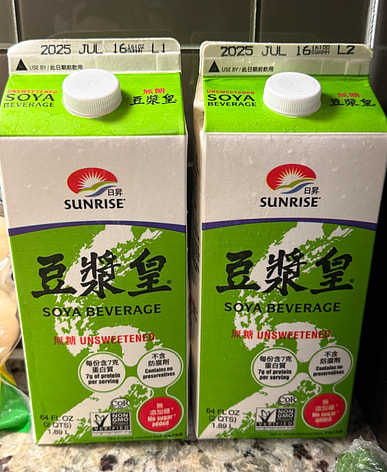 2025 JUL 16 L1
USE BY / 此日期前飲用
UNSWEETENED
SOYA
BEVERAGE
無糖
豆漿皇
日昇
SUNRISE
豆漿皇
SOYA BEVERAGE
無糖 UNSWEETENED
每份含7克
蛋白質
7g of protein
per serving
不含
防腐劑
Contains no
preservatives
64 FL OZ
(2 QTS)
1.89 L
COR
NON
GMO
VERIFIED
無
添加糖
No sugar
added
2025 JUL 16 L2
USE BY / 此日期前飲用
UNSWEETENED
SOYA
BEVERAGE
無糖
豆漿皇
日昇
SUNRISE
豆漿皇
SOYA BEVERAGE
無糖 UNSWEETENED
每份含7克
蛋白質
7g of protein
per serving
不含
防腐劑
Contains no
preservatives
64 FL OZ
(2 QTS)
1.89 L
COR
NON
GMO
VERIFIED
無
添加糖
No sugar
added